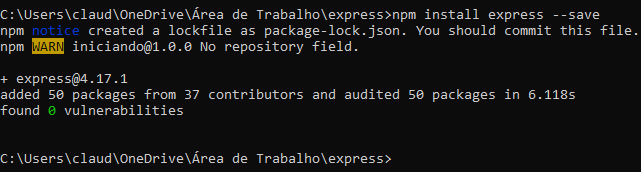 C:\Users\claud\OneDrive\Área de Trabalho\express>npm install express --save
npm notice created a lockfile as package-lock.json. You should commit this file.
npm WARN iniciando@1.0.0 No repository field.
+ express@4.17.1
added 50 packages from 37 contributors and audited 50 packages in 6.118s
found 0 vulnerabilities
C:\Users\claud\OneDrive\Área de Trabalho\express>